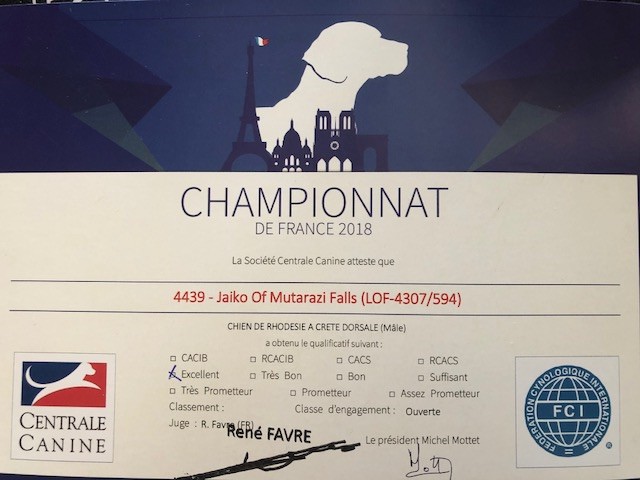 CHAMPIONNAT
DE FRANCE 2018
La Société Centrale Canine atteste que
4439 - Jaiko Of Mutarazi Falls (LOF-4307/594)
CHIEN DE RHODESIE A CRETE DORSALE (Mâle)
a obtenu le qualificatif suivant :
CACIB RCACIB CACS RCACS
Excellent Très Bon Bon Suffisant
Très Prometteur Prometteur Assez Prometteur
Classement : Classe d'engagement : Ouverte
Juge : R. Favre (FR)
René FAVRE
Le président Michel Mottet
CENTRALE
CANINE
FEDERATION CYNOLOGIQUE INTERNATIONALE
FCI